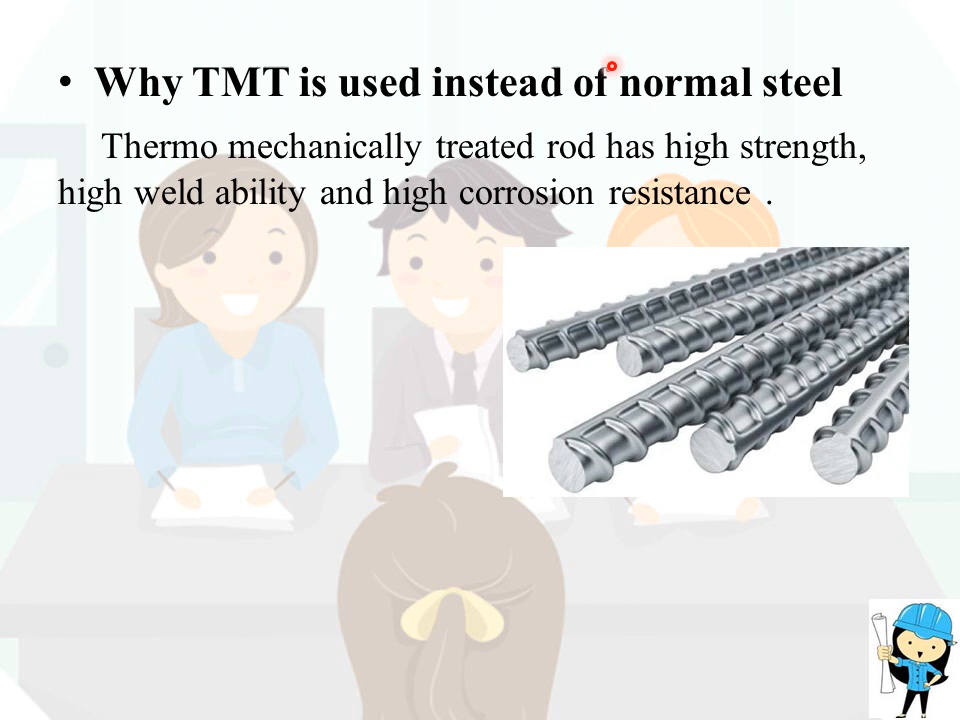 • Why TMT is used instead of normal steel
Thermo mechanically treated rod has high strength,
high weld ability and high corrosion resistance .